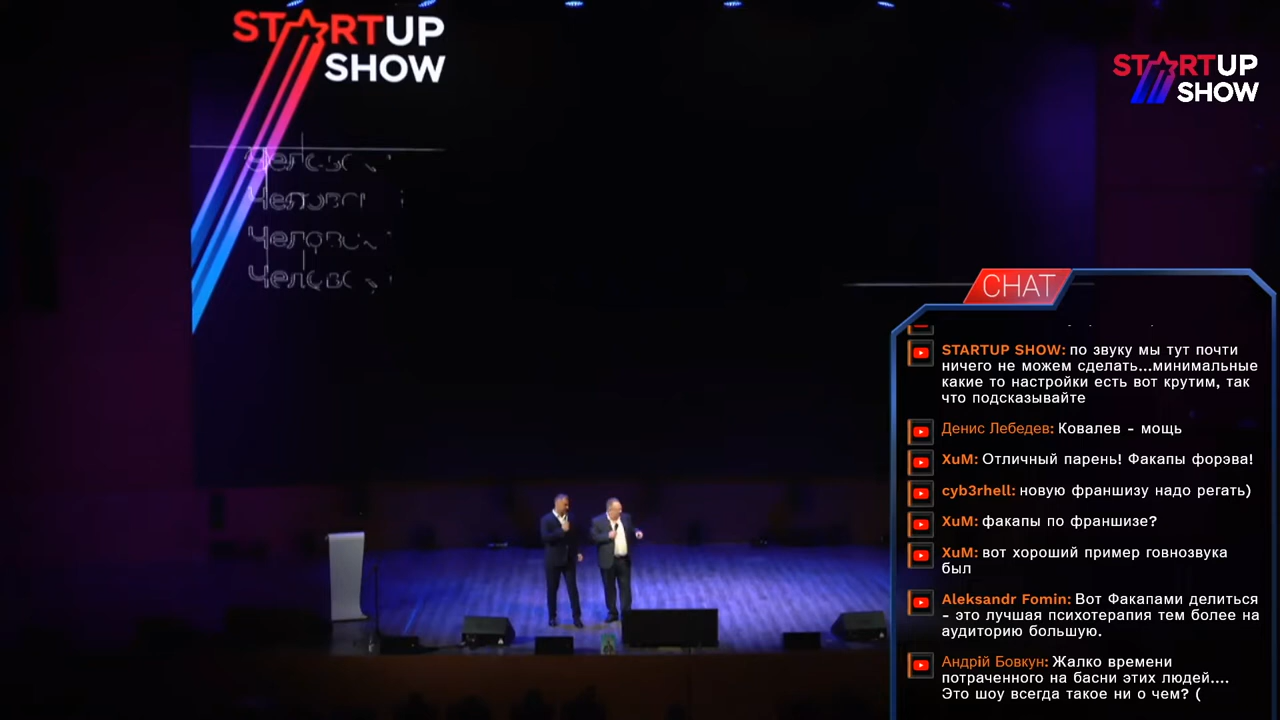 STARTUP
SHOW
STARTUP
SHOW
CHAT
STARTUP SHOW: по звуку мы тут почти
ничего не можем сделать...минимальные
какие то настройки есть вот крутим, так
что подсказывайте
Денис Лебедев: Ковалев - мощь
XuM: Отличный парень! Факапы форэва!
cyb3rhell: новую франшизу надо регать)
XuM: факапы по франшизе?
XuM: вот хороший пример говнозвука
был
Aleksandr Fomin: Вот Факапами делиться
- это лучшая психотерапия тем более на
аудиторию большую.
Андрій Бовкун: Жалко времени
потраченного на басни этих людей....
Это шоу всегда такое ни о чем? (